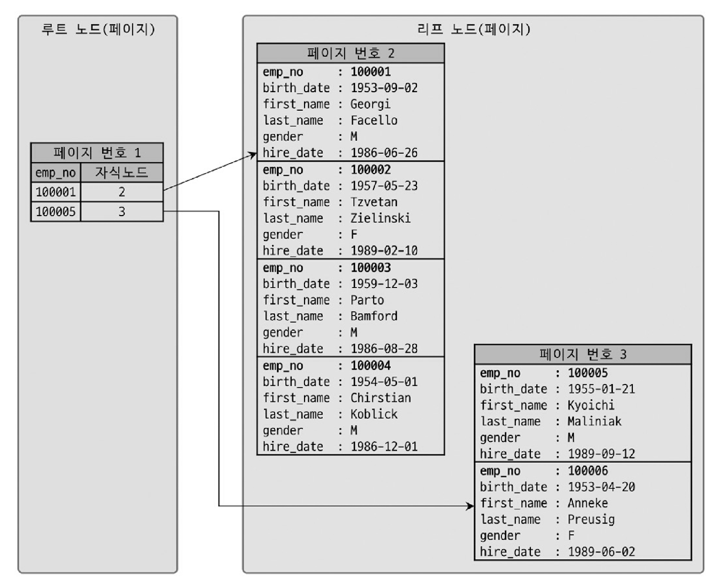 루트 노드(페이지)
페이지 번호 1
emp_no 자식노드
100001 2
100005 3
리프 노드(페이지)
페이지 번호 2
emp_no : 100001
birth_date : 1953-09-02
first_name : Georgi
last_name : Facello
gender : M
hire_date : 1986-06-26
emp_no : 100002
birth_date : 1957-05-23
first_name : Tzvetan
last_name : Zielinski
gender : F
hire_date : 1989-02-10
emp_no : 100003
birth_date : 1959-12-03
first_name : Parto
last_name : Bamford
gender : M
hire_date : 1986-08-28
emp_no : 100004
birth_date : 1954-05-01
first_name : Chirstian
last_name : Koblick
gender : M
hire_date : 1986-12-01
페이지 번호 3
emp_no : 100005
birth_date : 1955-01-21
first_name : Kyoichi
last_name : Maliniak
gender : M
hire_date : 1989-09-12
emp_no : 100006
birth_date : 1953-04-20
first_name : Anneke
last_name : Preusig
gender : F
hire_date : 1989-06-02